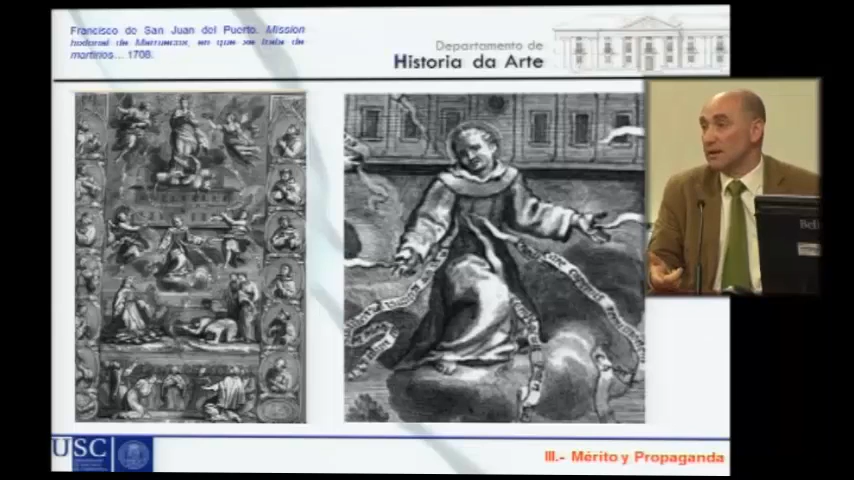 Francisco de San Juan del Puerto. Mission
historial de Marruecos, en que se trata de
martirios... 1708.
Departamento de
Historia da Arte
USC
III.- Mérito y Propaganda